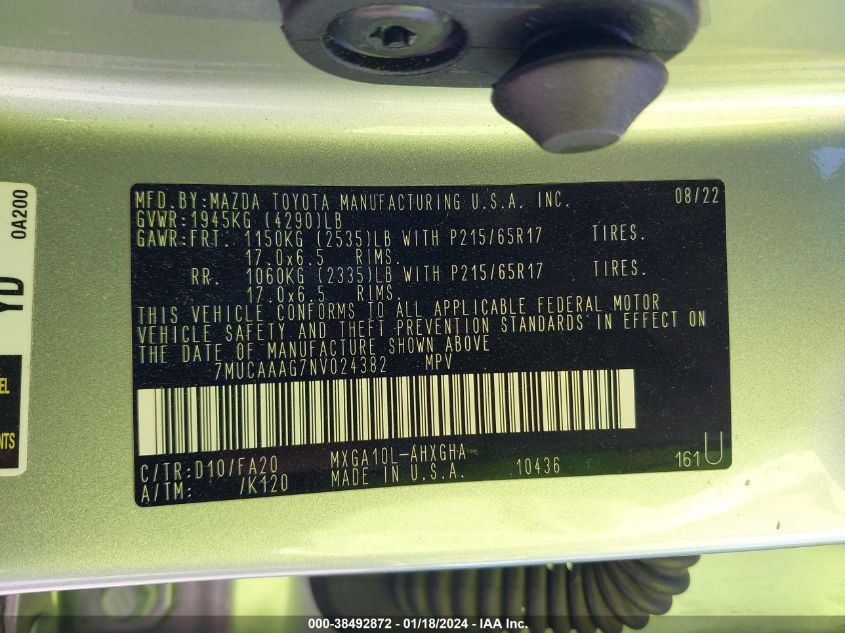 MFD.BY:MAZDA TOYOTA MANUFACTURING U.S.A. INC. 08/22
GVWR:1945KG (4290)LB
GAWR:FRT. 1150KG (2535)LB WITH P215/65R17 TIRES.
17.0x6.5 RIMS.
RR. 1060KG (2335)LB WITH P215/65R17 TIRES.
17.0x6.5 RIMS.
THIS VEHICLE CONFORMS TO ALL APPLICABLE FEDERAL MOTOR
VEHICLE SAFETY AND THEFT PREVENTION STANDARDS IN EFFECT ON
THE DATE OF MANUFACTURE SHOWN ABOVE
7MUCAAAG7NV024382 MPV
C/TR:D10/FA20 MXGA10L-AHXGHA
A/TM: /K120 MADE IN U.S.A. 10436 161U
0A200
YD
EL
NTS
000-38492872 - 01/18/2024 - IAA Inc.